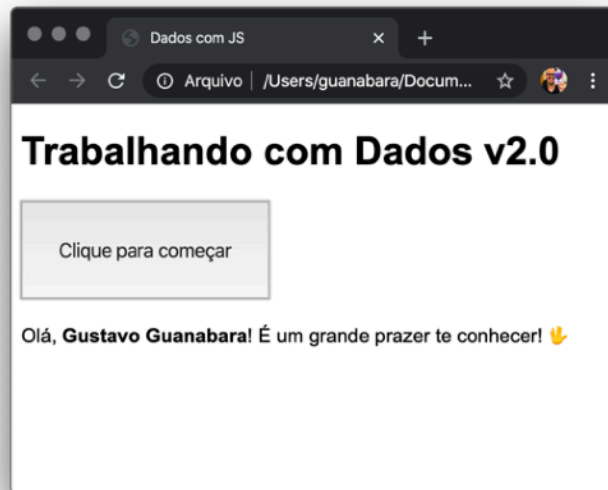 Dados com JS
Arquivo | /Users/guanabara/Docum...
Trabalhando com Dados v2.0
Clique para começar
Olá, Gustavo Guanabara! É um grande prazer te conhecer! 🖖